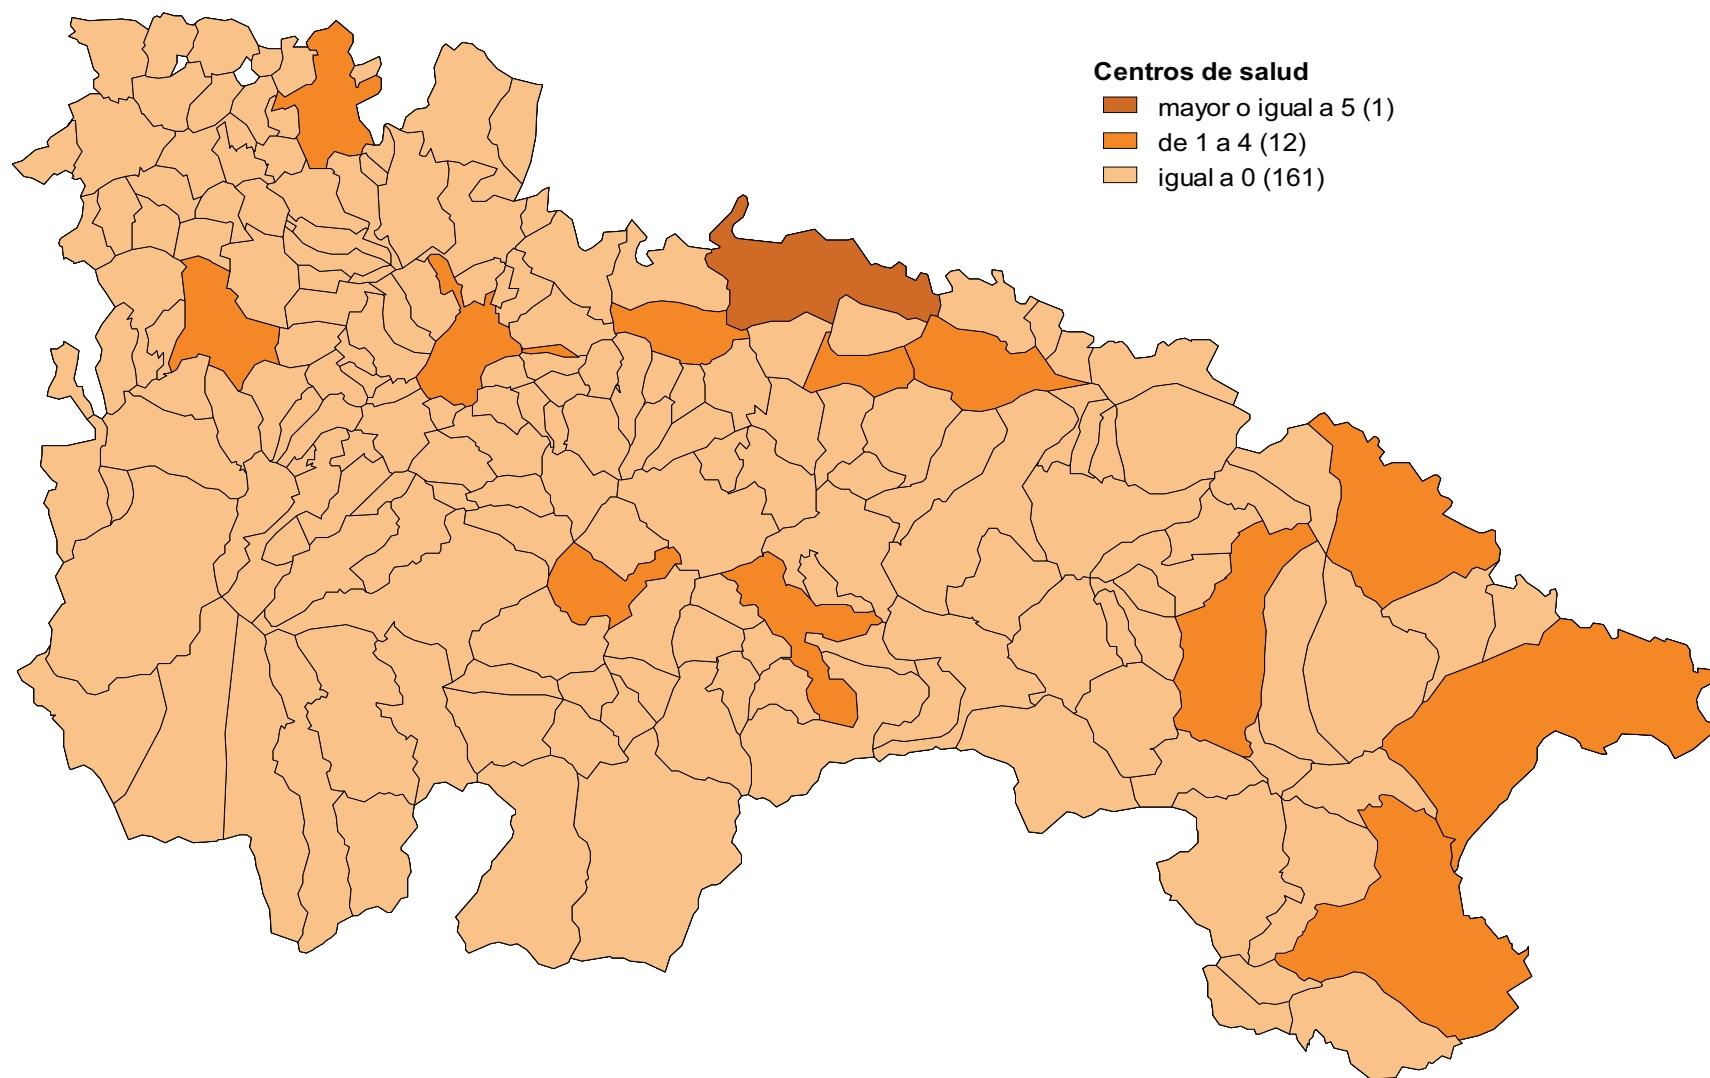 Centros de salud
mayor o igual a 5 (1)
de 1 a 4 (12)
igual a 0 (161)